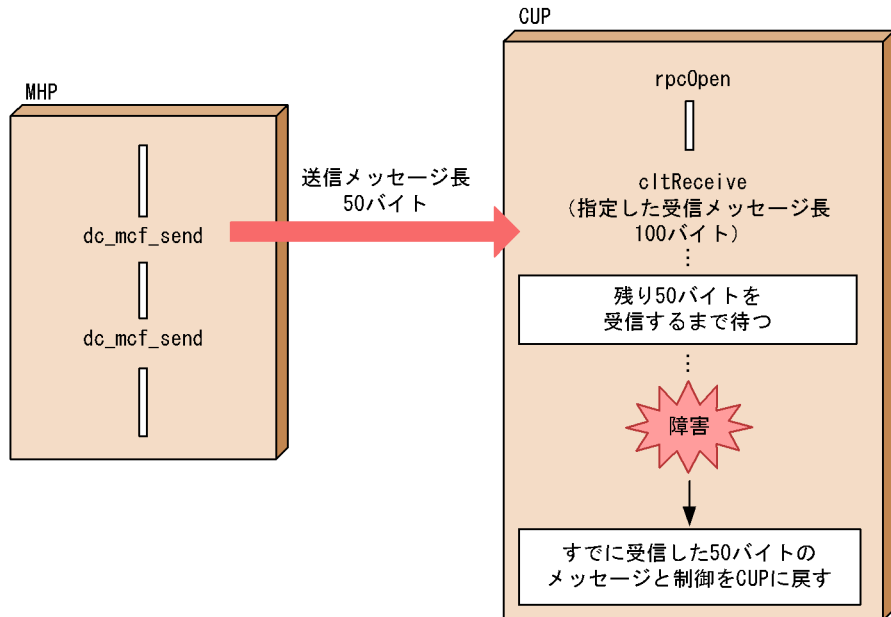 MHP
dc_mcf_send
dc_mcf_send
送信メッセージ長
50バイト
CUP
rpcOpen
cltReceive
（指定した受信メッセージ長
100バイト）
残り50バイトを
受信するまで待つ
障害
すでに受信した50バイトの
メッセージと制御をCUPに戻す